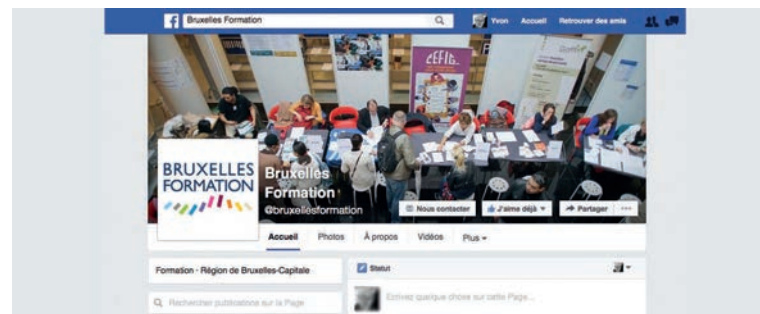 Bruxelles Formation
Yvon Accueil Retrouver des amis
CEFIG
BRUXELLES
FORMATION
Bruxelles
Formation
@bruxellesformation
Nous contacter J'aime déjà Partager
Accueil Photos À propos Vidéos Plus
Formation · Région de Bruxelles-Capitale
Statut
Rechercher publications sur la Page
Ecrivez quelque chose sur cette Page...